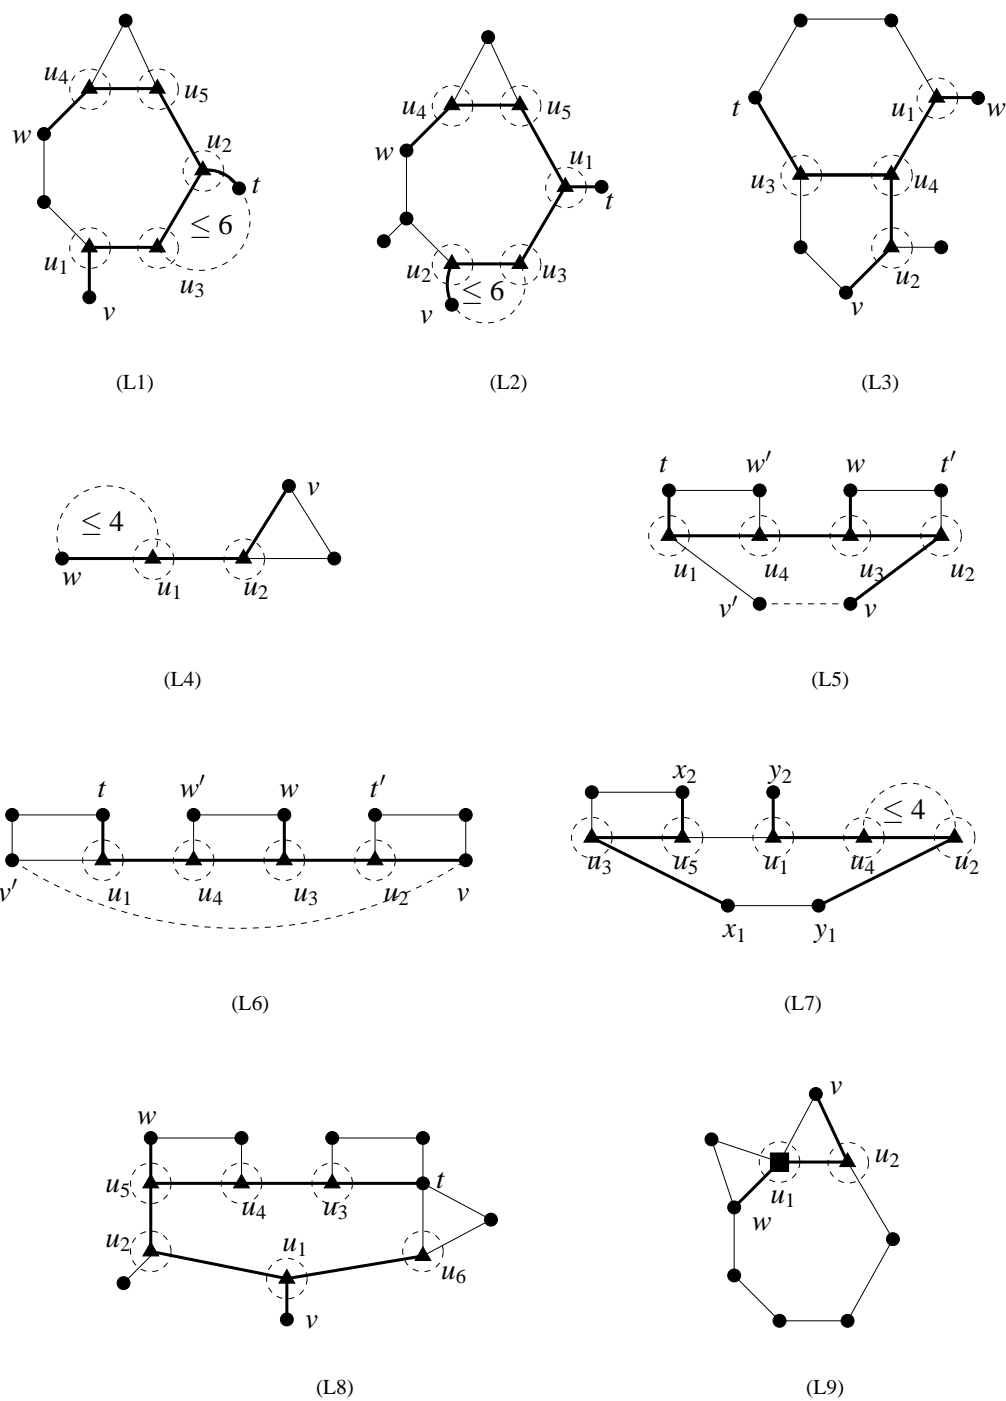 u₄ u₅ w u₂ t ≤ 6 u₁ u₃ v
(L1)
u₄ u₅ w u₁ t u₂ u₃ ≤ 6 v
(L2)
t u₁ w u₃ u₄ u₂ v
(L3)
≤ 4 v w u₁ u₂
(L4)
t w′ w t′
u₁ u₄ u₃ u₂
v′ v
(L5)
t w′ w t′
v′ u₁ u₄ u₃ u₂ v
(L6)
x₂ y₂ ≤ 4
u₃ u₅ u₁ u₄ u₂
x₁ y₁
(L7)
w
u₅ u₄ u₃ t
u₂ u₁ u₆
v
(L8)
v
u₂
u₁
w
(L9)